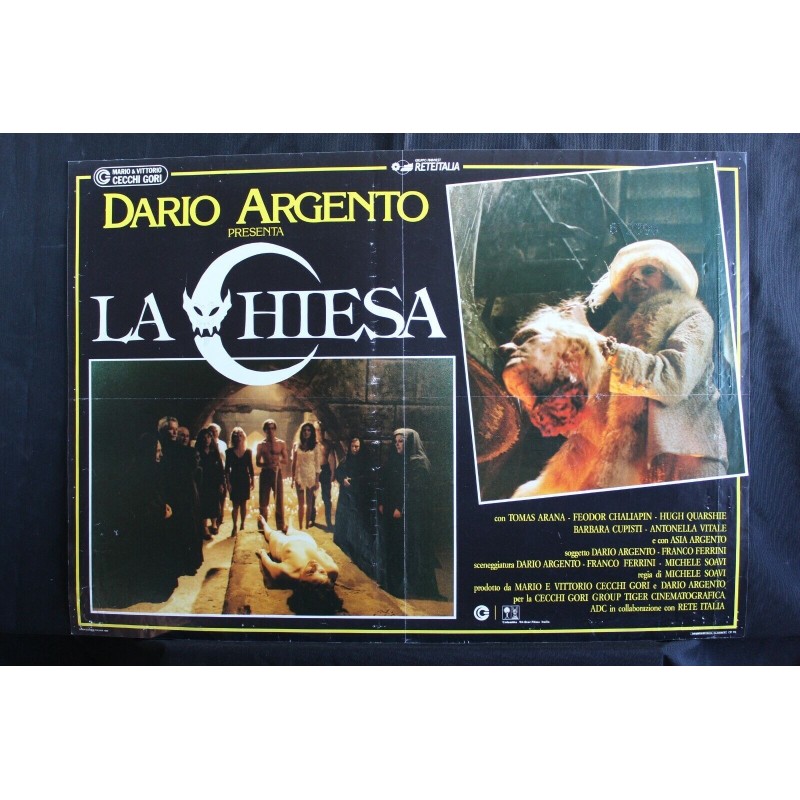 MARIO & VITTORIO
CECCHI GORI
RETEITALIA
DARIO ARGENTO
PRESENTA
LA CHIESA
con TOMAS ARANA - FEODOR CHALIAPIN - HUGH QUARSHIE
BARBARA CUPISTI - ANTONELLA VITALE
e con ASIA ARGENTO
soggetto DARIO ARGENTO - FRANCO FERRINI
sceneggiatura DARIO ARGENTO - FRANCO FERRINI - MICHELE SOAVI
regia di MICHELE SOAVI
prodotto da MARIO E VITTORIO CECCHI GORI e DARIO ARGENTO
per la CECCHI GORI GROUP TIGER CINEMATOGRAFICA
ADC in collaborazione con RETE ITALIA